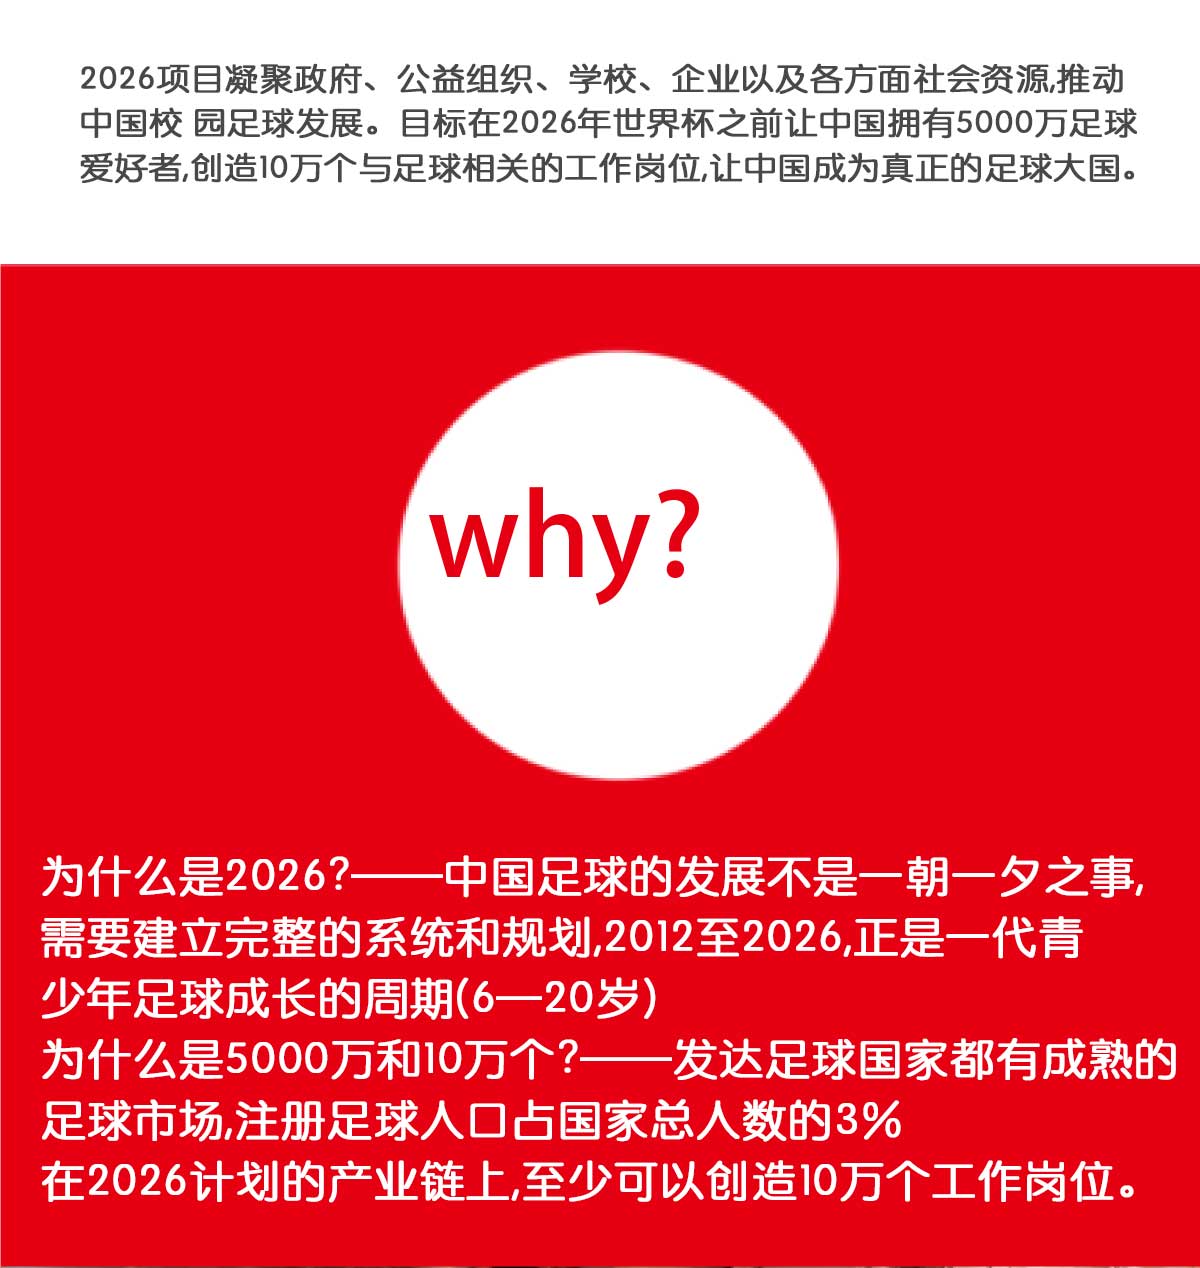 2026项目凝聚政府、公益组织、学校、企业以及各方面社会资源,推动
中国校 园足球发展。目标在2026年世界杯之前让中国拥有5000万足球
爱好者,创造10万个与足球相关的工作岗位,让中国成为真正的足球大国。
why?
为什么是2026?——中国足球的发展不是一朝一夕之事,
需要建立完整的系统和规划,2012至2026,正是一代青
少年足球成长的周期(6—20岁)
为什么是5000万和10万个?——发达足球国家都有成熟的
足球市场,注册足球人口占国家总人数的3%
在2026计划的产业链上,至少可以创造10万个工作岗位。